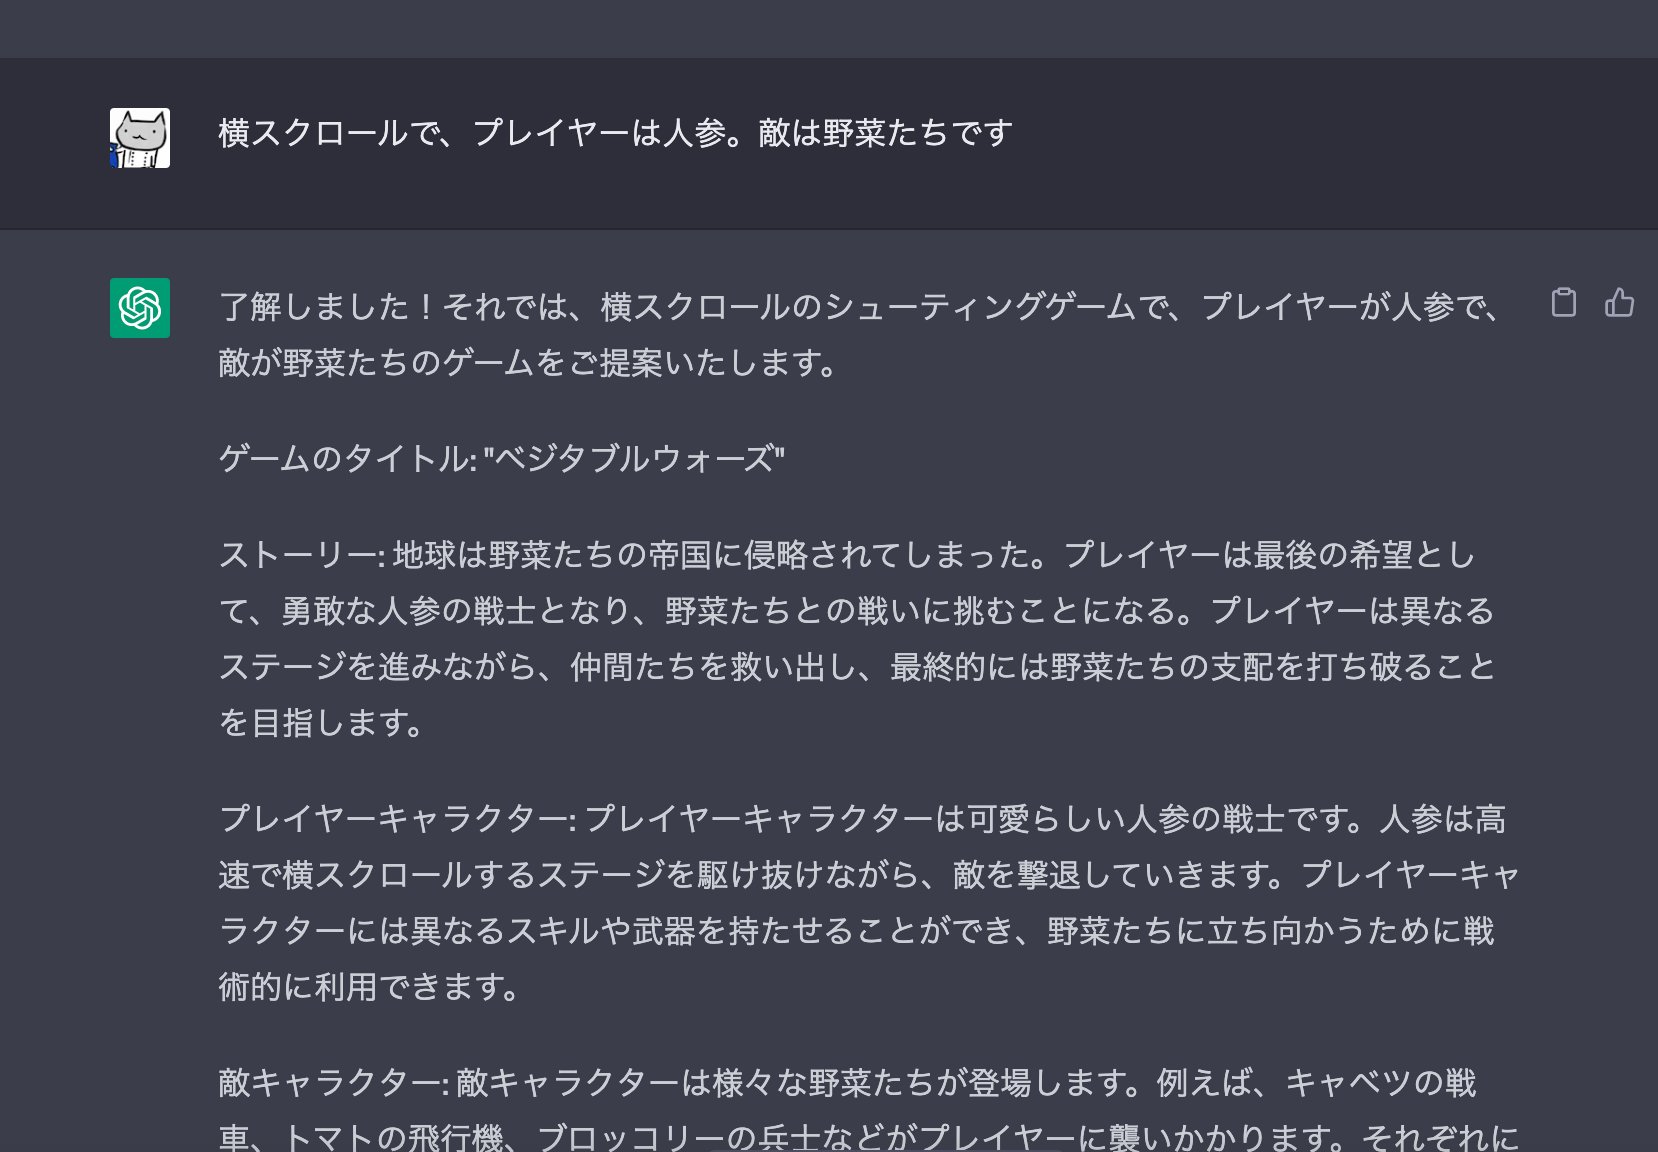 横スクロールで、プレイヤーは人参。敵は野菜たちです
了解しました！それでは、横スクロールのシューティングゲームで、プレイヤーが人参で、
敵が野菜たちのゲームをご提案いたします。
ゲームのタイトル: "ベジタブルウォーズ"
ストーリー: 地球は野菜たちの帝国に侵略されてしまった。プレイヤーは最後の希望とし
て、勇敢な人参の戦士となり、野菜たちとの戦いに挑むことになる。プレイヤーは異なる
ステージを進みながら、仲間たちを救い出し、最終的には野菜たちの支配を打ち破ること
を目指します。
プレイヤーキャラクター: プレイヤーキャラクターは可愛らしい人参の戦士です。人参は高
速で横スクロールするステージを駆け抜けながら、敵を撃退していきます。プレイヤーキャ
ラクターには異なるスキルや武器を持たせることができ、野菜たちに立ち向かうために戦
術的に利用できます。
敵キャラクター: 敵キャラクターは様々な野菜たちが登場します。例えば、キャベツの戦
車、トマトの飛行機、ブロッコリーの兵士などがプレイヤーに襲いかかります。それぞれに